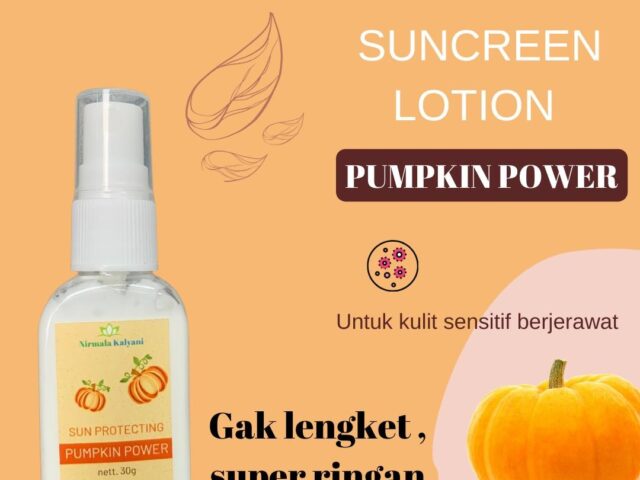 SUNCREEN
LOTION
PUMPKIN POWER
Untuk kulit sensitif berjerawat
Nirmala Kalyani
SUN PROTECTING
PUMPKIN POWER
nett. 30g
Gak lengket ,
super ringan